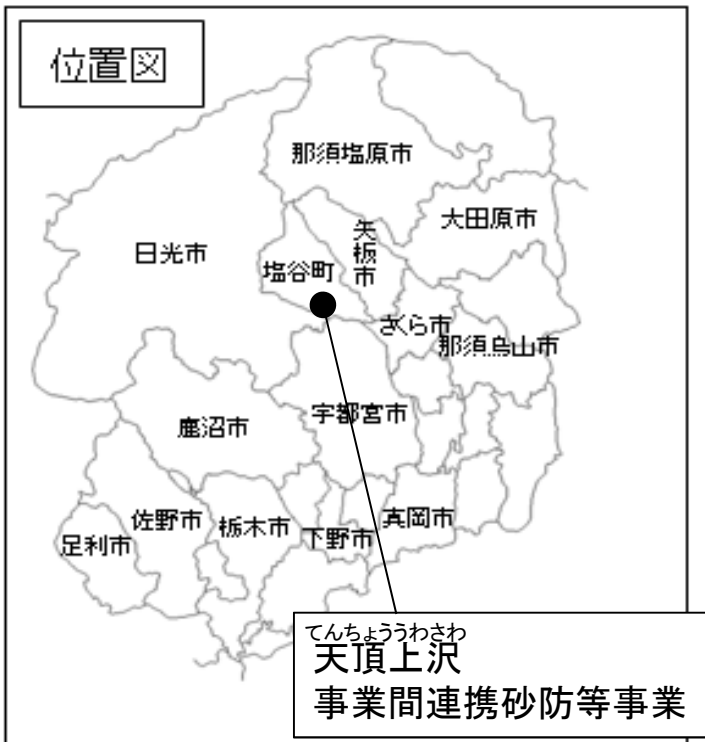 位置図
那須塩原市
大田原市
矢板市
日光市
塩谷町
さくら市
那須烏山市
宇都宮市
鹿沼市
佐野市
栃木市
真岡市
下野市
足利市
てんちょううわさわ
天頂上沢
事業間連携砂防等事業